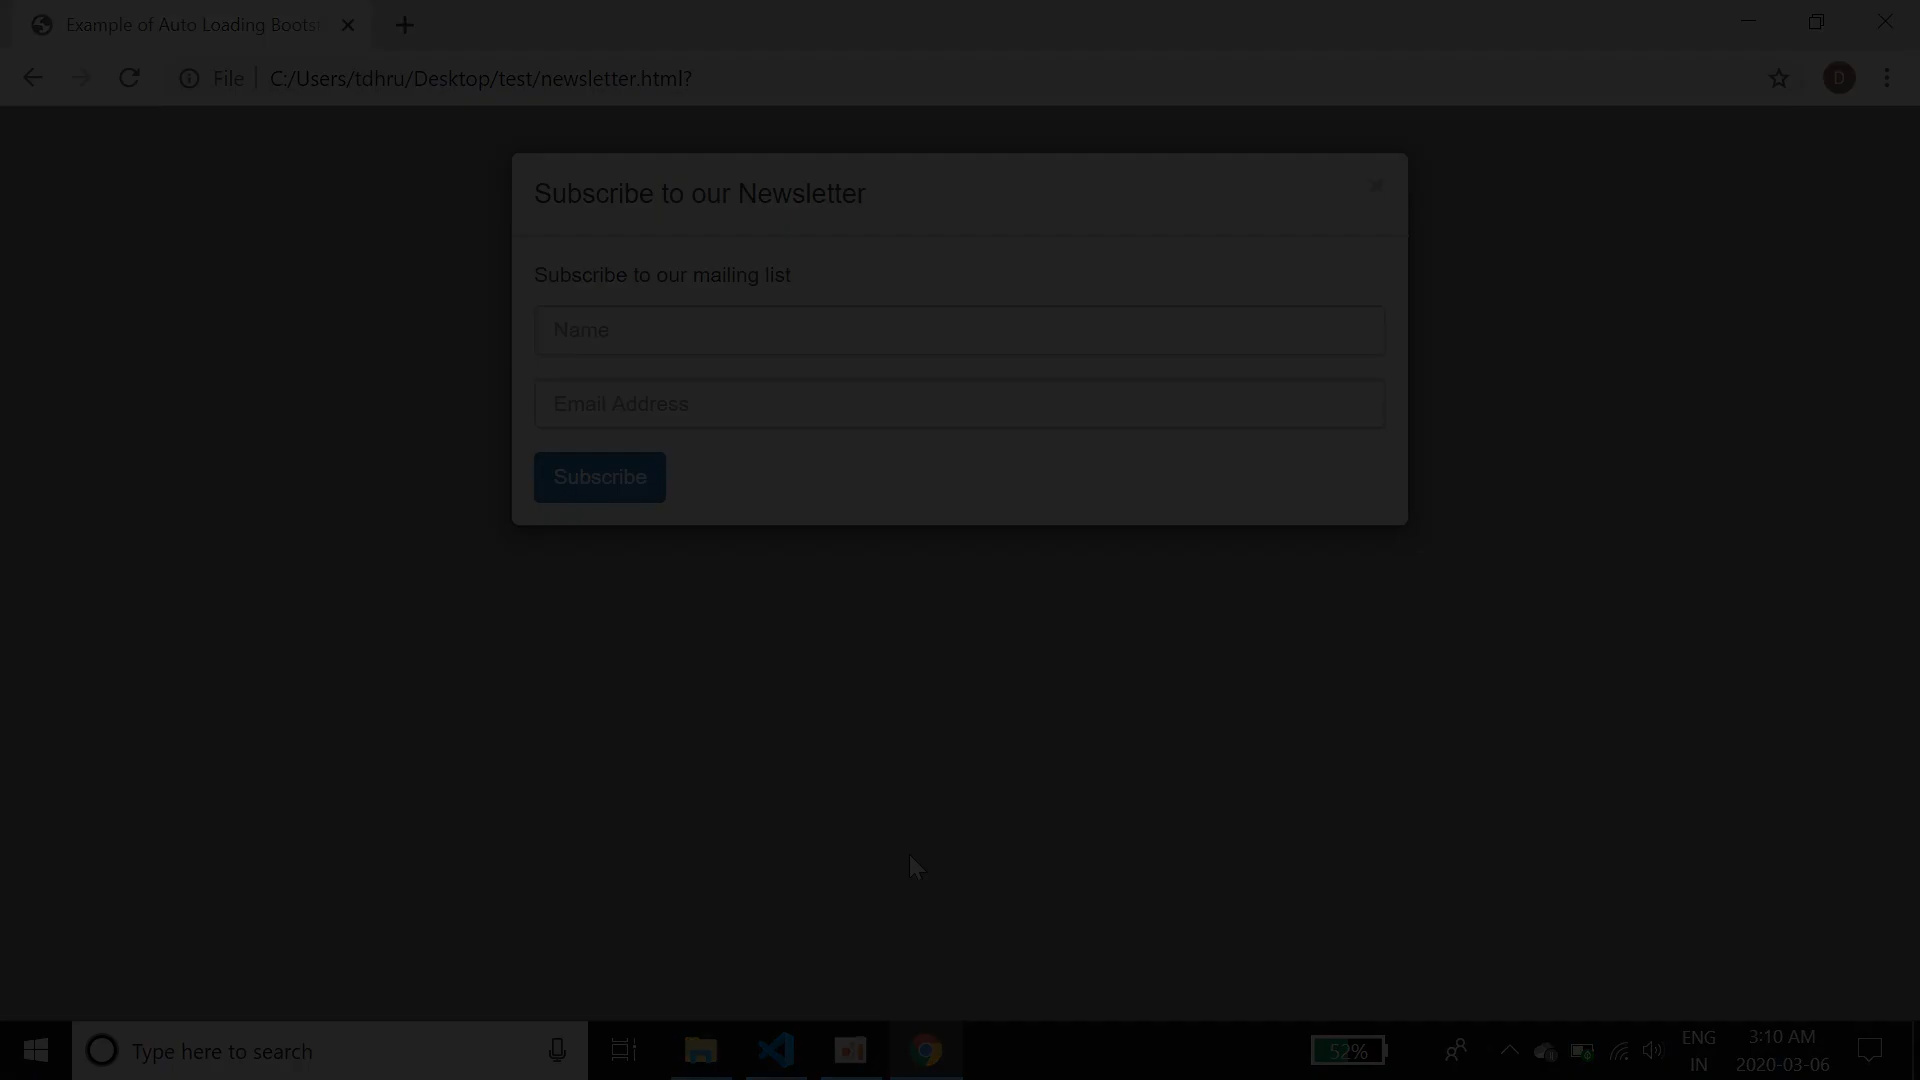 Example of Auto Loading Boots
File
C:/Users/tdhru/Desktop/test/newsletter.html?
D
Subscribe to our Newsletter
×
Subscribe to our mailing list
Name
Email Address
Subscribe
Type here to search
52%
ENG
IN
3:10 AM
2020-03-06